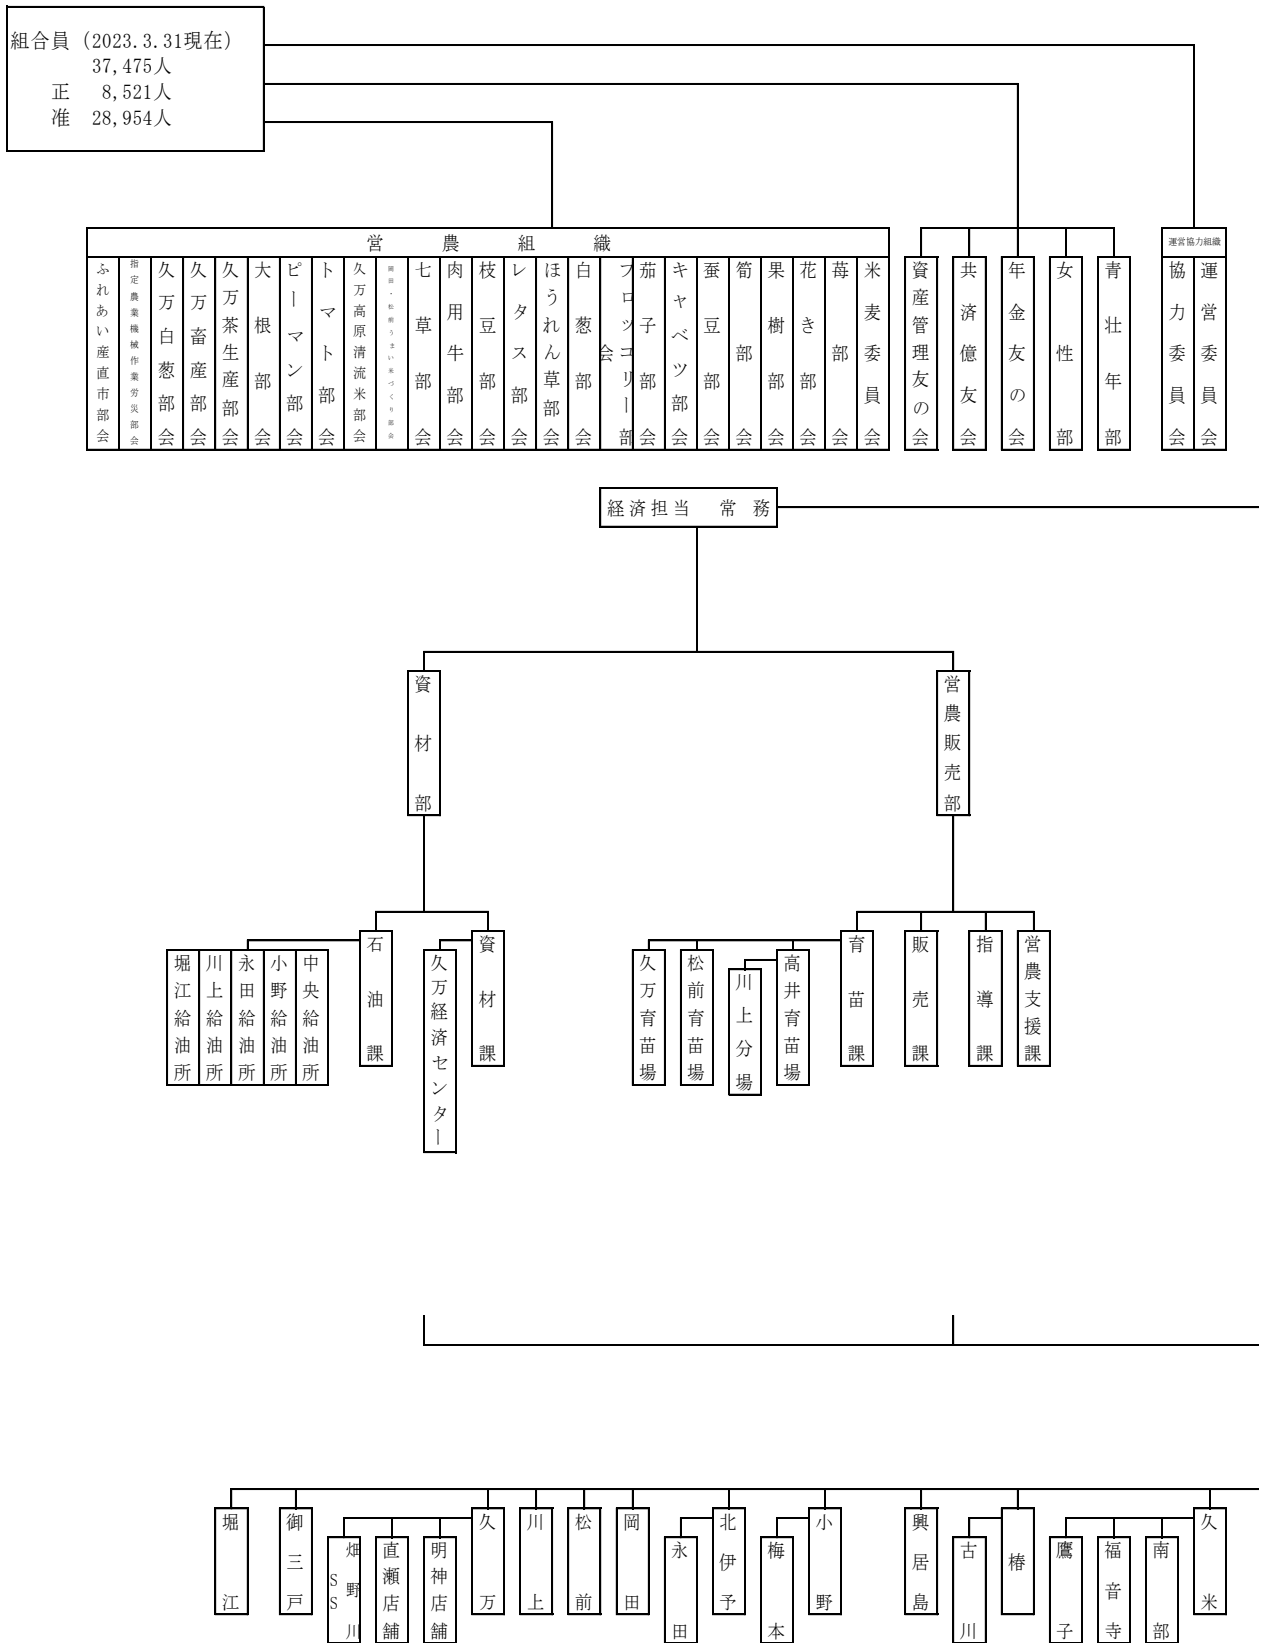 組合員（2023.3.31現在）
37,475人
正 8,521人
准 28,954人
営農組織
運営協力組織
ふれあい産直市部会
指定農業機械作業労災部会
久万白葱部会
久万畜産部会
久万茶生産部会
大根部会
ピーマン部会
トマト部会
久万高原清流米部会
岡田・松前うまい米づくり部会
七草部会
肉用牛部会
枝豆部会
レタス部会
ほうれん草部会
白葱部会
ブロッコリー部会
茄子部会
キャベツ部会
蚕豆部会
筍部会
果樹部会
花き部会
苺部会
米麦委員会
資産管理友の会
共済億友会
年金友の会
女性部
青壮年部
協力委員会
運営委員会
経済担当 常務
資材部
営農販売部
石油課
資材課
育苗課
販売課
指導課
営農支援課
堀江給油所
川上給油所
永田給油所
小野給油所
中央給油所
久万経済センター
久万育苗場
松前育苗場
川上分場
高井育苗場
堀江
御三戸
畑野川SS
直瀬店舗
明神店舗
久万
川上
松前
岡田
永田
北伊予
梅本
小野
興居島
古川
椿
鷹子
福音寺
南部
久米